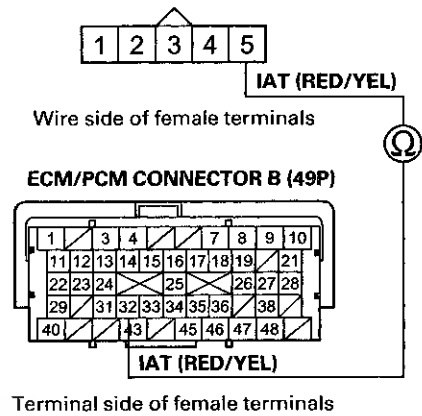 1 2 3 4 5
IAT (RED/YEL)
Wire side of female terminals
Ω
ECM/PCM CONNECTOR B (49P)
1 3 4 7 8 9 10
11 12 13 14 15 16 17 18 19 21
22 23 24 25 26 27 28
29 31 32 33 34 35 36 38
40 43 45 46 47 48
IAT (RED/YEL)
Terminal side of female terminals